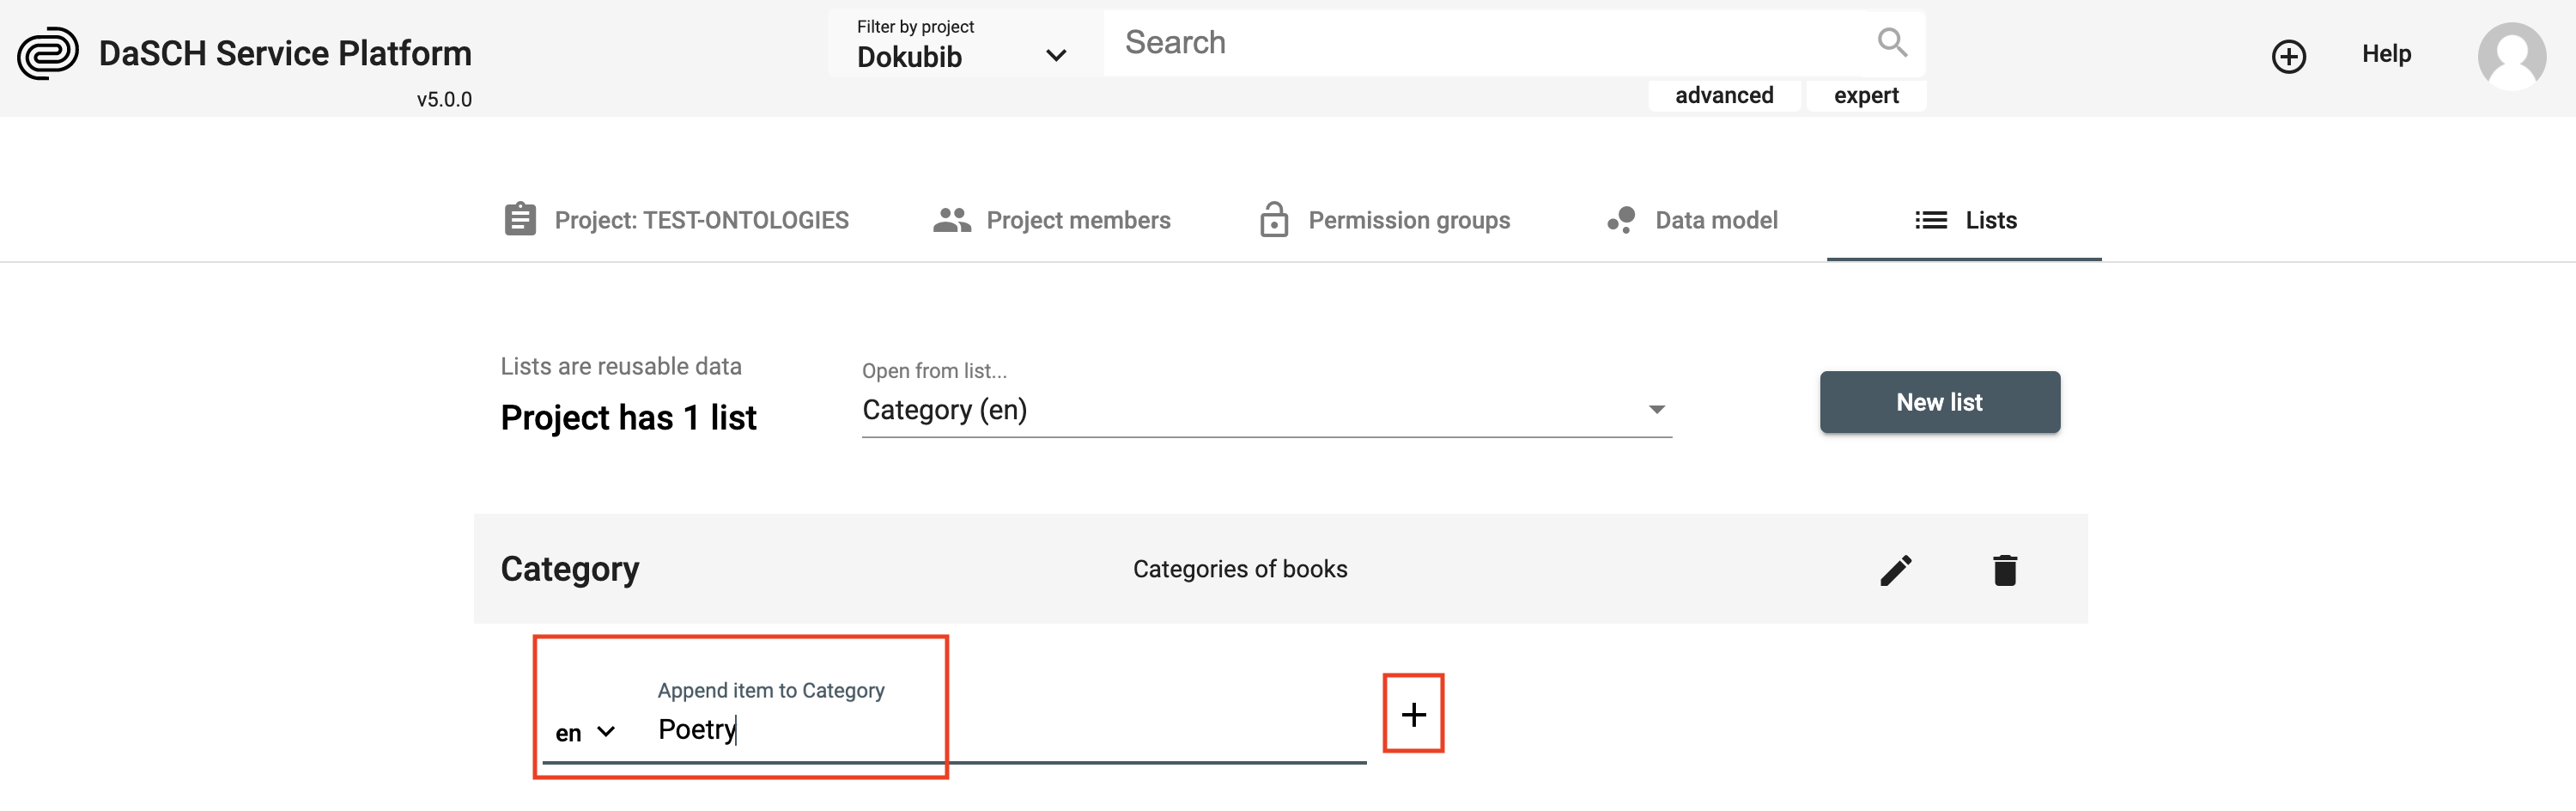 DaSCH Service Platform
v5.0.0
Filter by project
Dokubib
Search
advanced
expert
Help
Project: TEST-ONTOLOGIES
Project members
Permission groups
Data model
Lists
Lists are reusable data
Project has 1 list
Open from list...
Category (en)
New list
Category
Categories of books
Append item to Category
en
Poetry